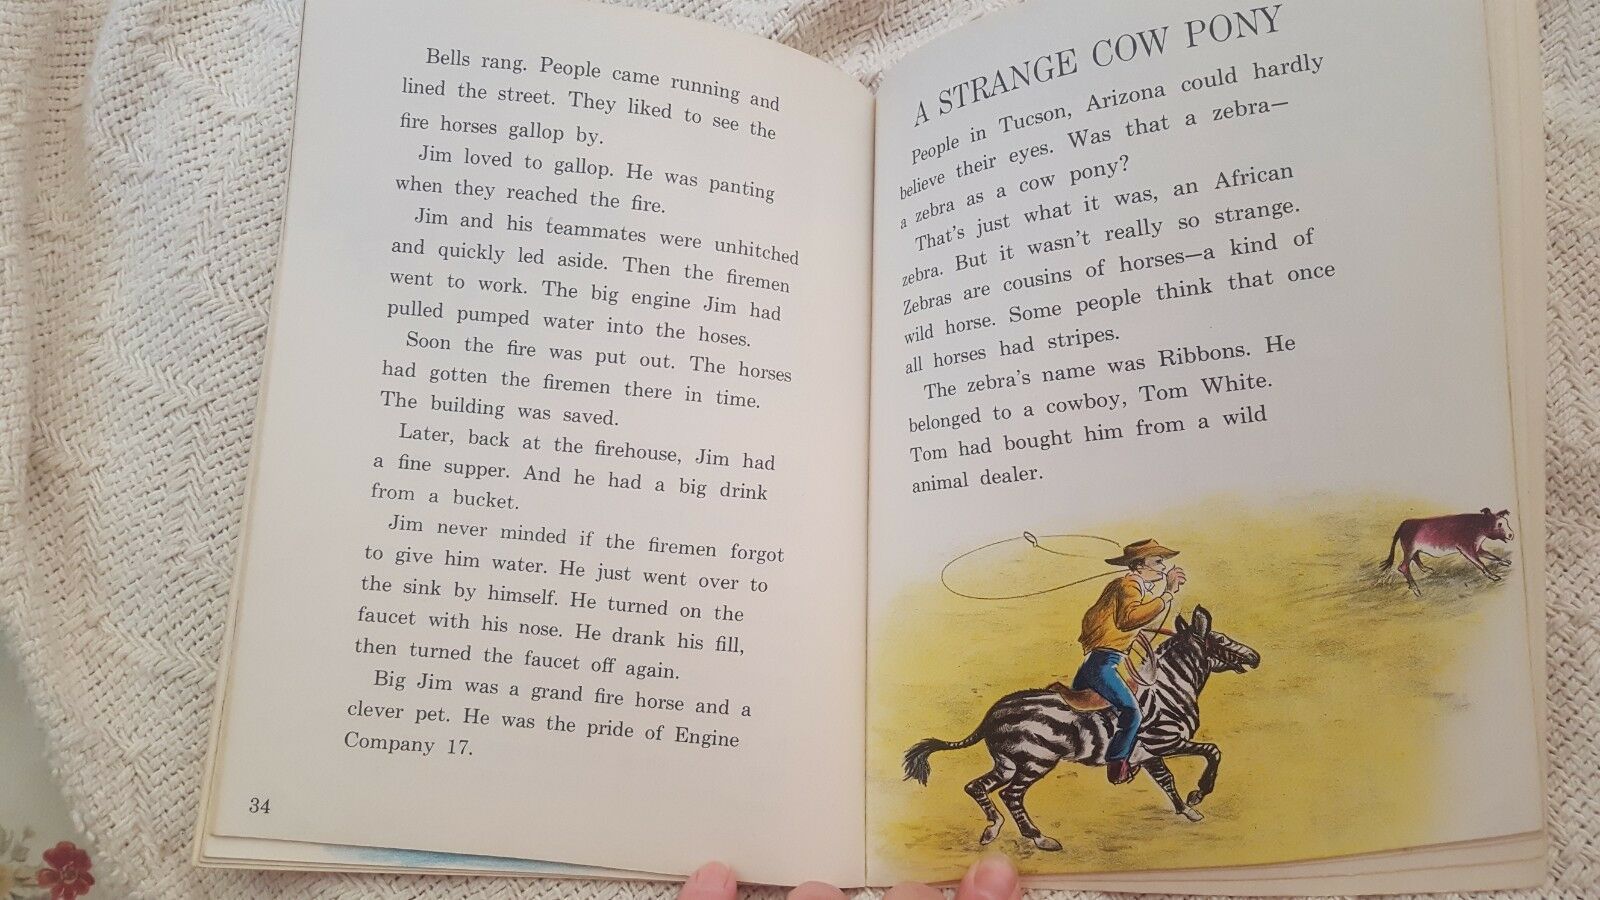 Bells rang. People came running and
lined the street. They liked to see the
fire horses gallop by.
Jim loved to gallop. He was panting
when they reached the fire.
Jim and his teammates were unhitched
and quickly led aside. Then the firemen
went to work. The big engine Jim had
pulled pumped water into the hoses.
Soon the fire was put out. The horses
had gotten the firemen there in time.
The building was saved.
Later, back at the firehouse, Jim had
a fine supper. And he had a big drink
from a bucket.
Jim never minded if the firemen forgot
to give him water. He just went over to
the sink by himself. He turned on the
faucet with his nose. He drank his fill,
then turned the faucet off again.
Big Jim was a grand fire horse and a
clever pet. He was the pride of Engine
Company 17.
34
A STRANGE COW PONY
People in Tucson, Arizona could hardly
believe their eyes. Was that a zebra—
a zebra as a cow pony?
That's just what it was, an African
zebra. But it wasn't really so strange.
Zebras are cousins of horses—a kind of
wild horse. Some people think that once
all horses had stripes.
The zebra's name was Ribbons. He
belonged to a cowboy, Tom White.
Tom had bought him from a wild
animal dealer.